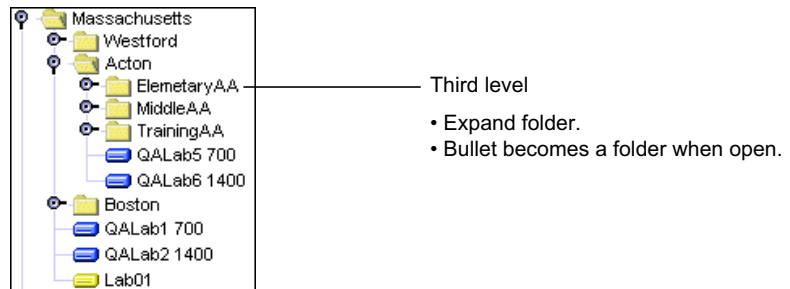 Massachusetts
Westford
Acton
ElemetaryAA
MiddleAA
TrainingAA
QALab5 700
QALab6 1400
Boston
QALab1 700
QALab2 1400
Lab01
Third level
• Expand folder.
• Bullet becomes a folder when open.